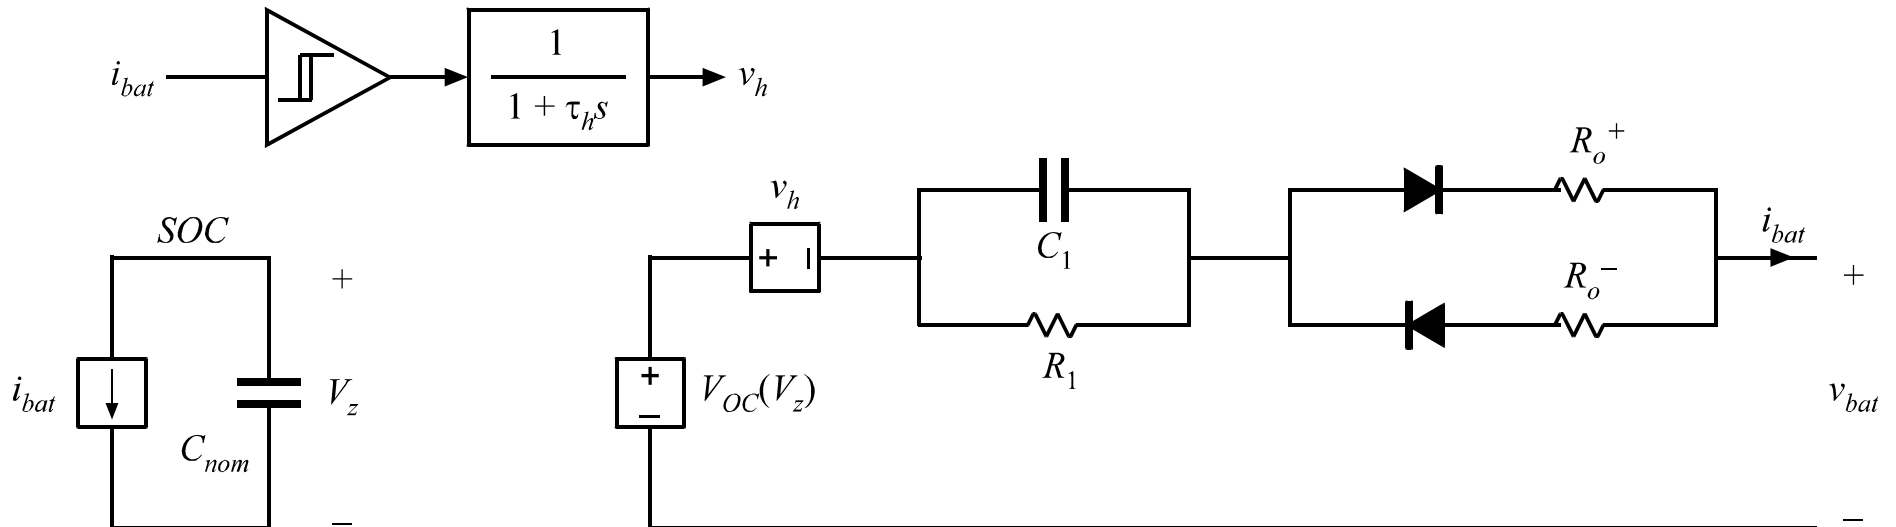 i_bat
1
1 + τ_h s
v_h
R_o^+
v_h
SOC
C_1
i_bat
+
R_o^−
+
+ −
R_1
+
i_bat
V_z
V_OC(V_z)
v_bat
−
C_nom
−
−